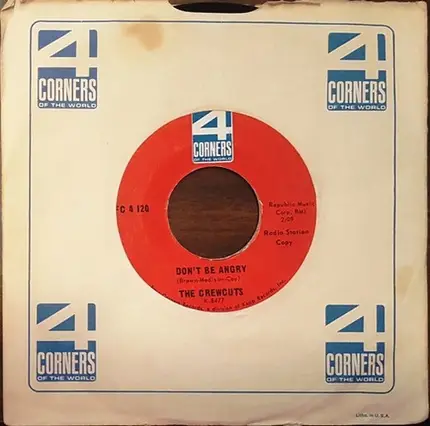 4
CORNERS
OF THE WORLD
4
CORNERS
OF THE WORLD
4
CORNERS
OF THE WORLD
FC 4 120
Republic Music
Corp. BMI
2:08
Radio Station
Copy
DON'T BE ANGRY
THE CREWCUTS
4
CORNERS
OF THE WORLD
4
CORNERS
OF THE WORLD
Litho. in U.S.A.